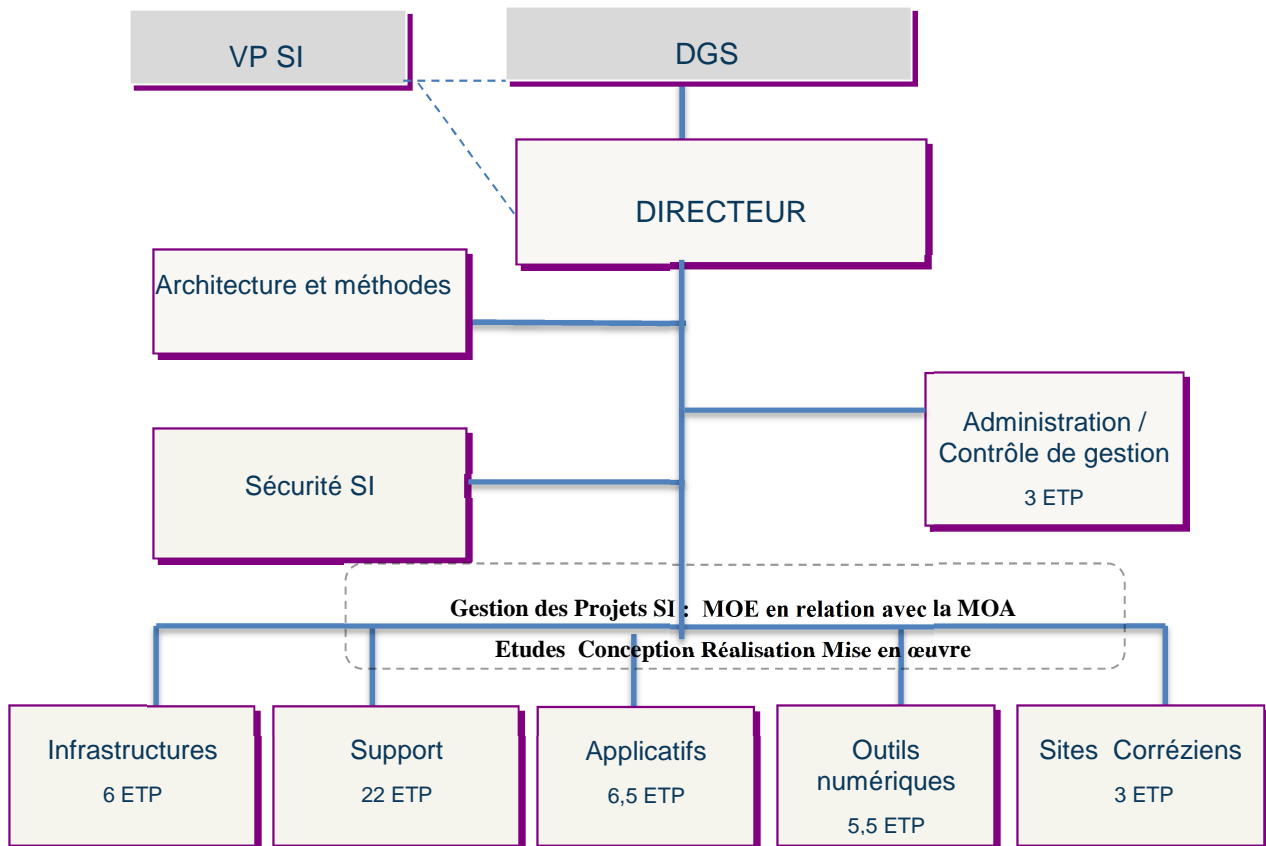 VP SI
DGS
DIRECTEUR
Architecture et méthodes
Administration /
Contrôle de gestion
3 ETP
Sécurité SI
Gestion des Projets SI : MOE en relation avec la MOA
Etudes Conception Réalisation Mise en œuvre
Infrastructures
6 ETP
Support
22 ETP
Applicatifs
6,5 ETP
Outils
numériques
5,5 ETP
Sites Corréziens
3 ETP